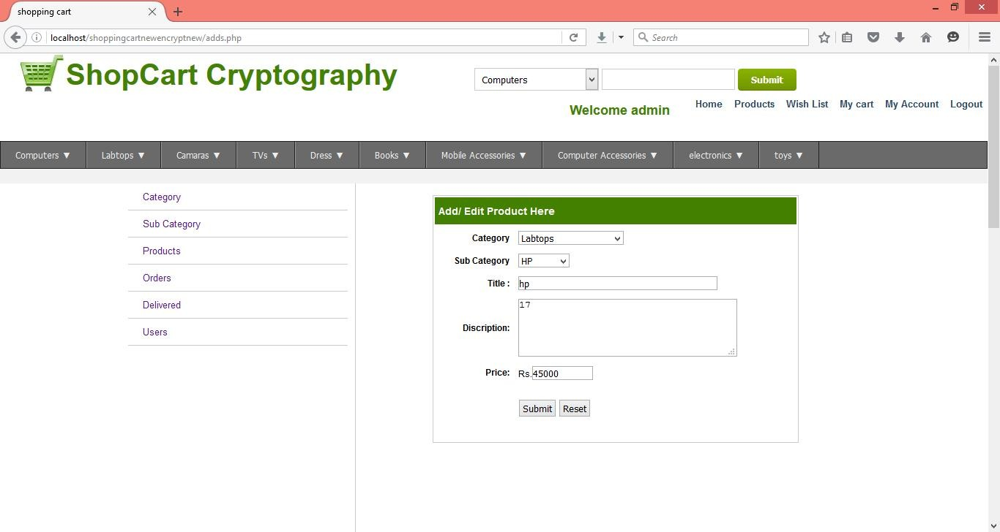 shopping cart
localhost/shoppingcartnewencryptnew/adds.php
Search
ShopCart Cryptography
Computers
Submit
Welcome admin
Home Products Wish List My cart My Account Logout
Computers ▼ Labtops ▼ Camaras ▼ TVs ▼ Dress ▼ Books ▼ Mobile Accessories ▼ Computer Accessories ▼ electronics ▼ toys ▼
Category
Sub Category
Products
Orders
Delivered
Users
Add/ Edit Product Here
Category Labtops
Sub Category HP
Title : hp
Discription: 17
Price: Rs.45000
Submit Reset